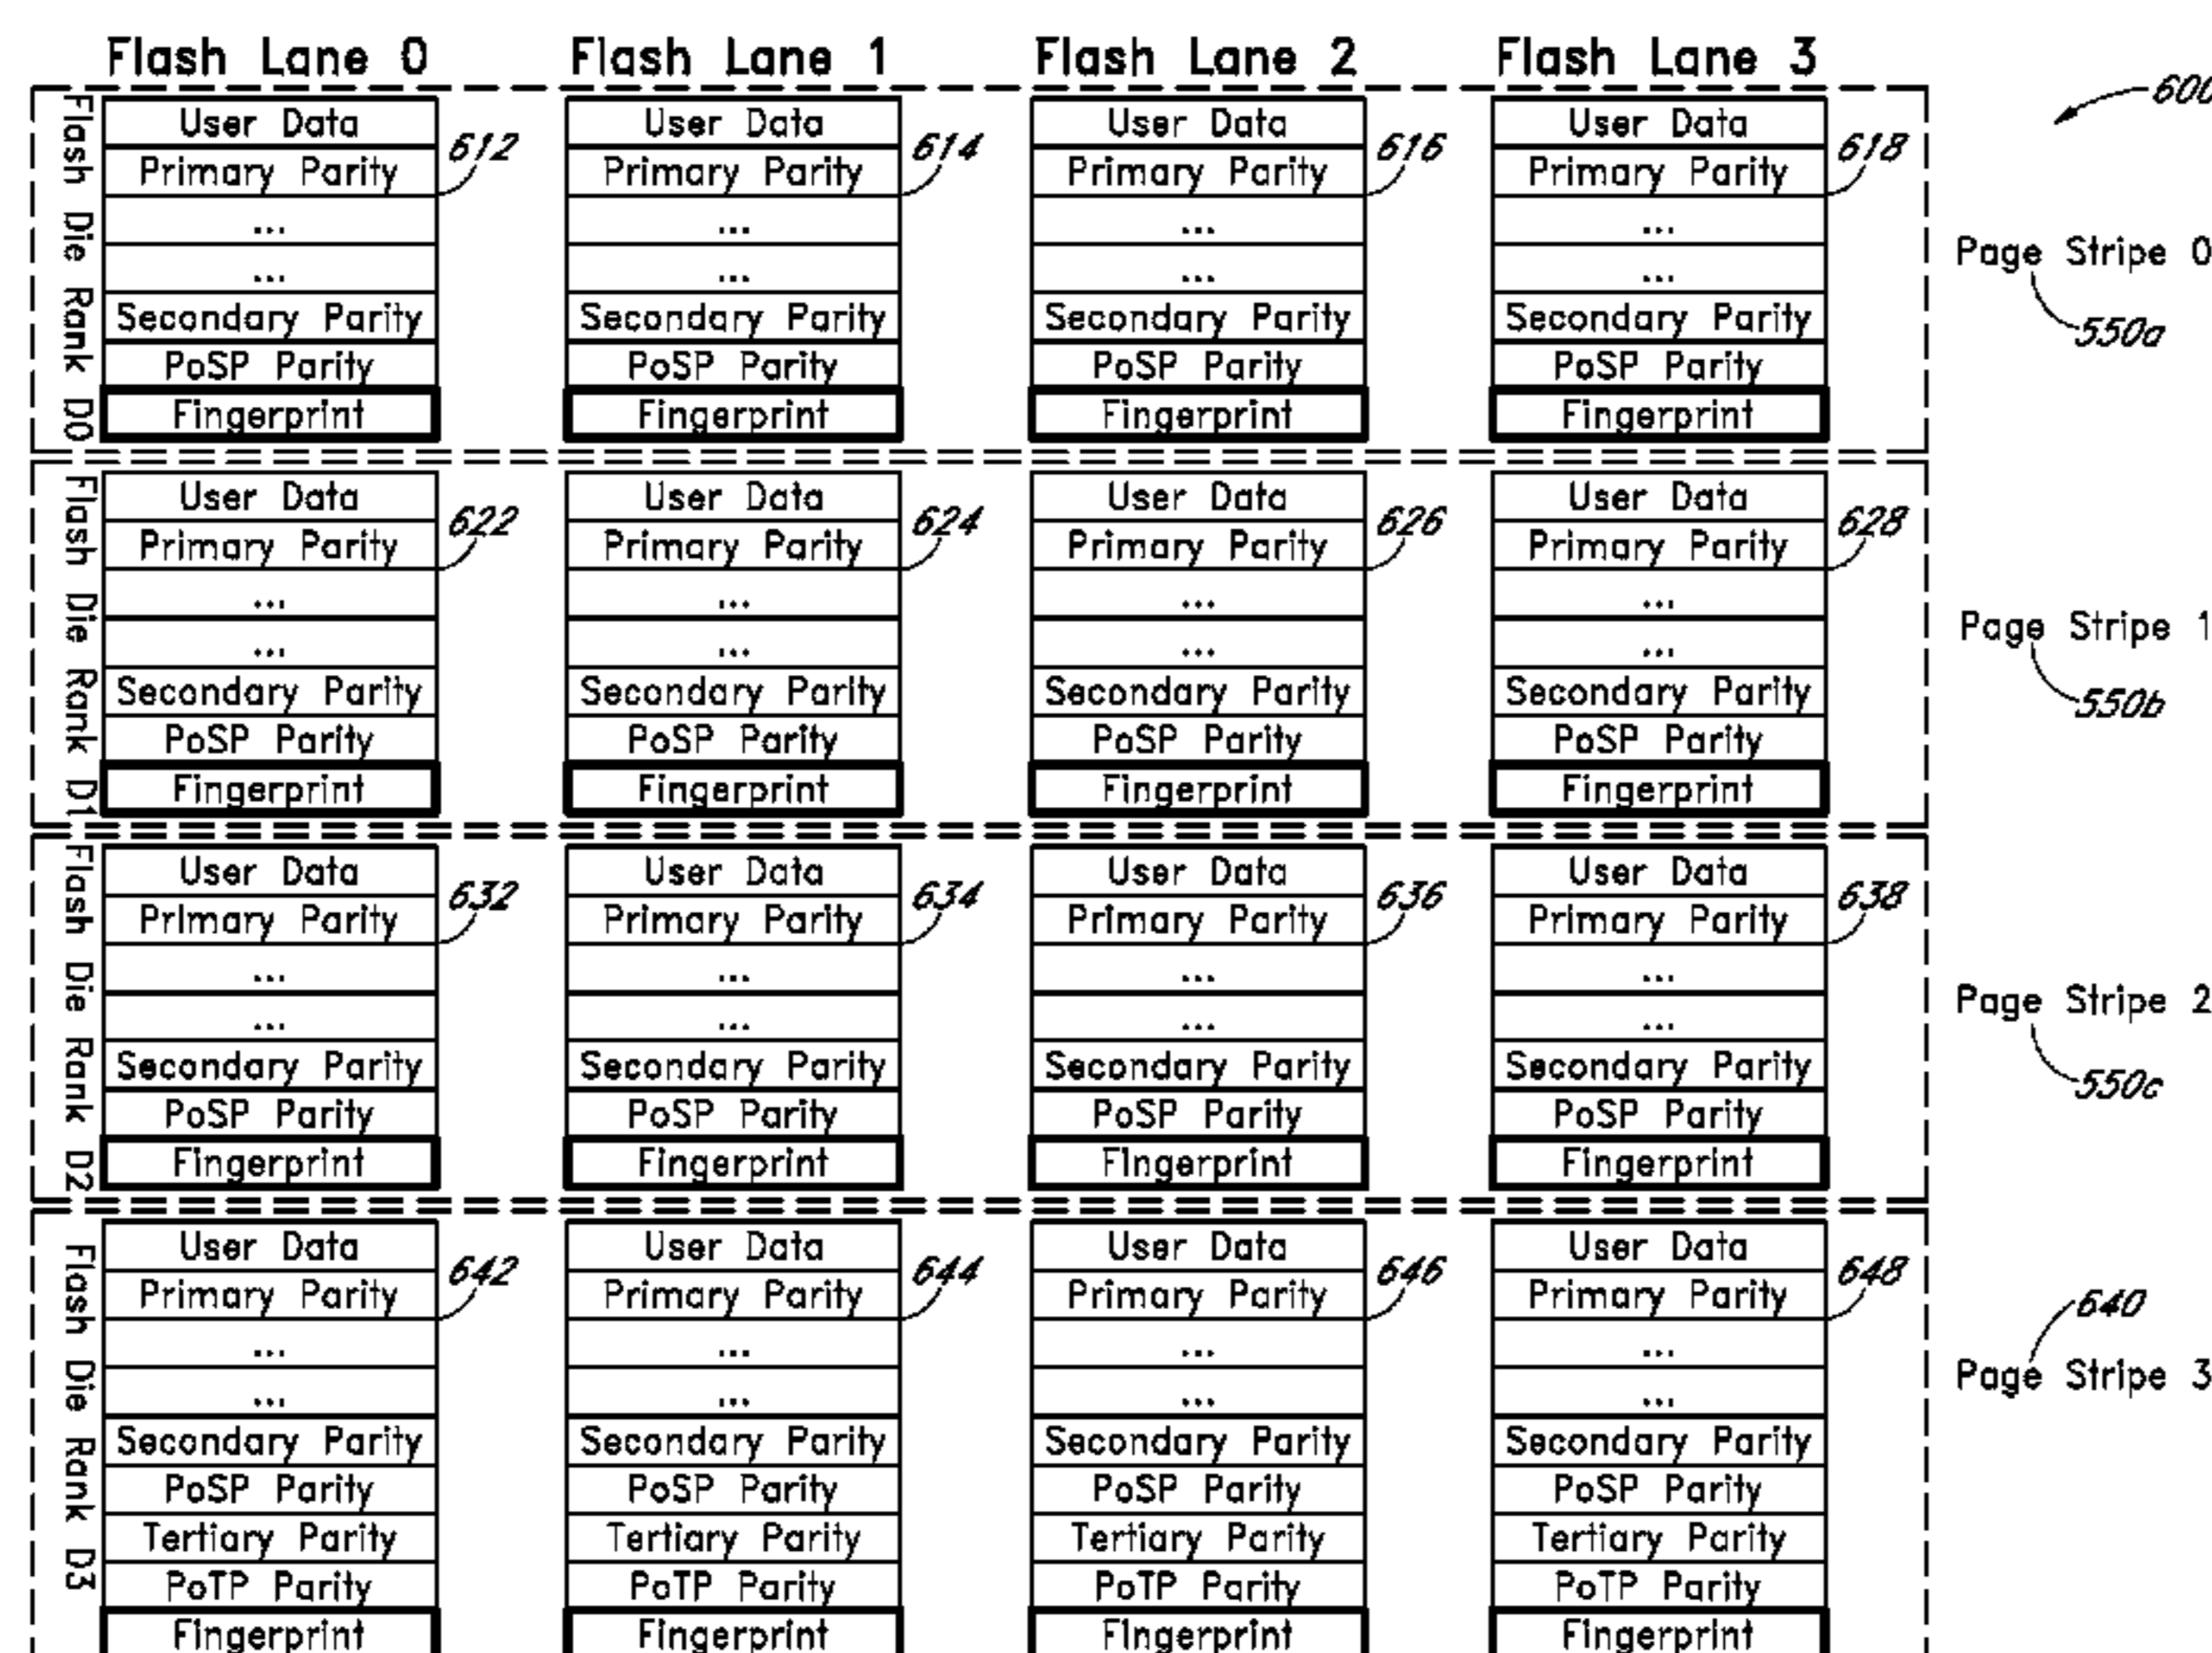 Flash Lane 0 Flash Lane 1 Flash Lane 2 Flash Lane 3
600
Flash Die Rank D0
User Data User Data User Data User Data
612 614 616 618
Primary Parity Primary Parity Primary Parity Primary Parity
... ... ... ...
Page Stripe 0
... ... ... ...
Secondary Parity Secondary Parity Secondary Parity Secondary Parity
550a
PoSP Parity PoSP Parity PoSP Parity PoSP Parity
Fingerprint Fingerprint Fingerprint Fingerprint
Flash Die Rank D1
User Data User Data User Data User Data
622 624 626 628
Primary Parity Primary Parity Primary Parity Primary Parity
... ... ... ...
Page Stripe 1
... ... ... ...
Secondary Parity Secondary Parity Secondary Parity Secondary Parity
550b
PoSP Parity PoSP Parity PoSP Parity PoSP Parity
Fingerprint Fingerprint Fingerprint Fingerprint
Flash Die Rank D2
User Data User Data User Data User Data
632 634 636 638
Primary Parity Primary Parity Primary Parity Primary Parity
... ... ... ...
Page Stripe 2
... ... ... ...
Secondary Parity Secondary Parity Secondary Parity Secondary Parity
550c
PoSP Parity PoSP Parity PoSP Parity PoSP Parity
Fingerprint Fingerprint Fingerprint Fingerprint
Flash Die Rank D3
User Data User Data User Data User Data
642 644 646 648
Primary Parity Primary Parity Primary Parity Primary Parity
640
... ... ... ...
Page Stripe 3
... ... ... ...
Secondary Parity Secondary Parity Secondary Parity Secondary Parity
PoSP Parity PoSP Parity PoSP Parity PoSP Parity
Tertiary Parity Tertiary Parity Tertiary Parity Tertiary Parity
PoTP Parity PoTP Parity PoTP Parity PoTP Parity
Fingerprint Fingerprint Fingerprint Fingerprint